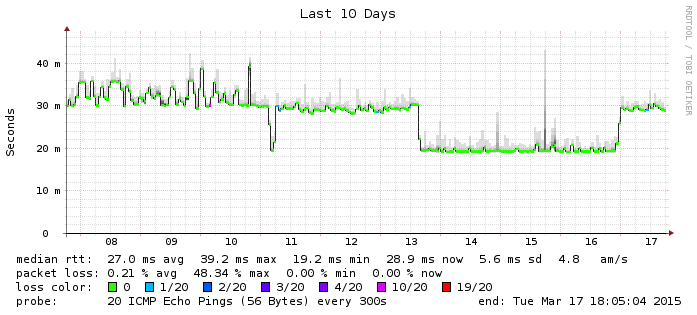 Last 10 Days
RRDTOOL / TOBI OETIKER
Seconds
40 m
30 m
20 m
10 m
0
08 09 10 11 12 13 14 15 16 17
median rtt: 27.0 ms avg 39.2 ms max 19.2 ms min 28.9 ms now 5.6 ms sd 4.8 am/s
packet loss: 0.21 % avg 48.34 % max 0.00 % min 0.00 % now
loss color: 0 1/20 2/20 3/20 4/20 10/20 19/20
probe: 20 ICMP Echo Pings (56 Bytes) every 300s end: Tue Mar 17 18:05:04 2015